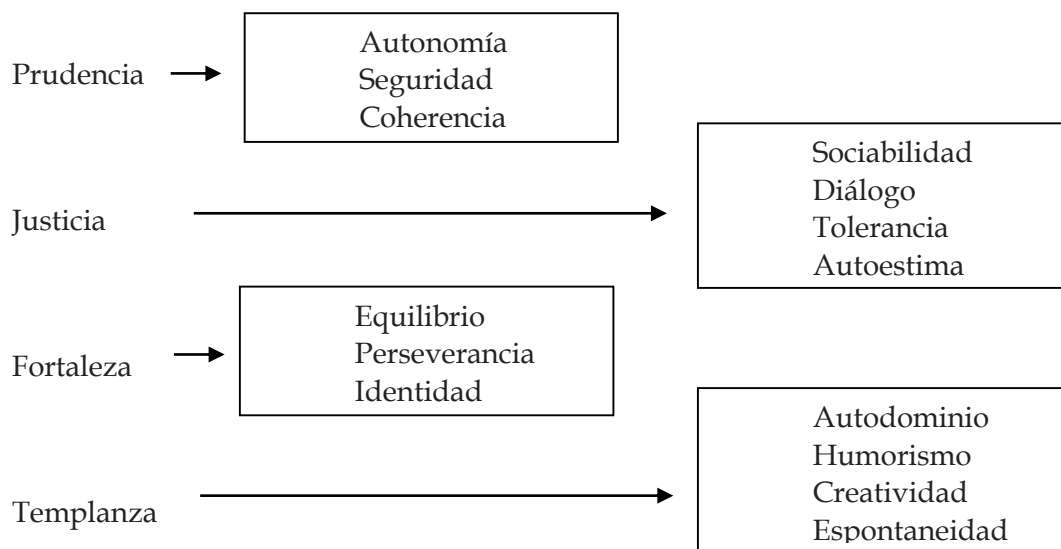 Prudencia
Autonomía
Seguridad
Coherencia
Justicia
Sociabilidad
Diálogo
Tolerancia
Autoestima
Fortaleza
Equilibrio
Perseverancia
Identidad
Templanza
Autodominio
Humorismo
Creatividad
Espontaneidad